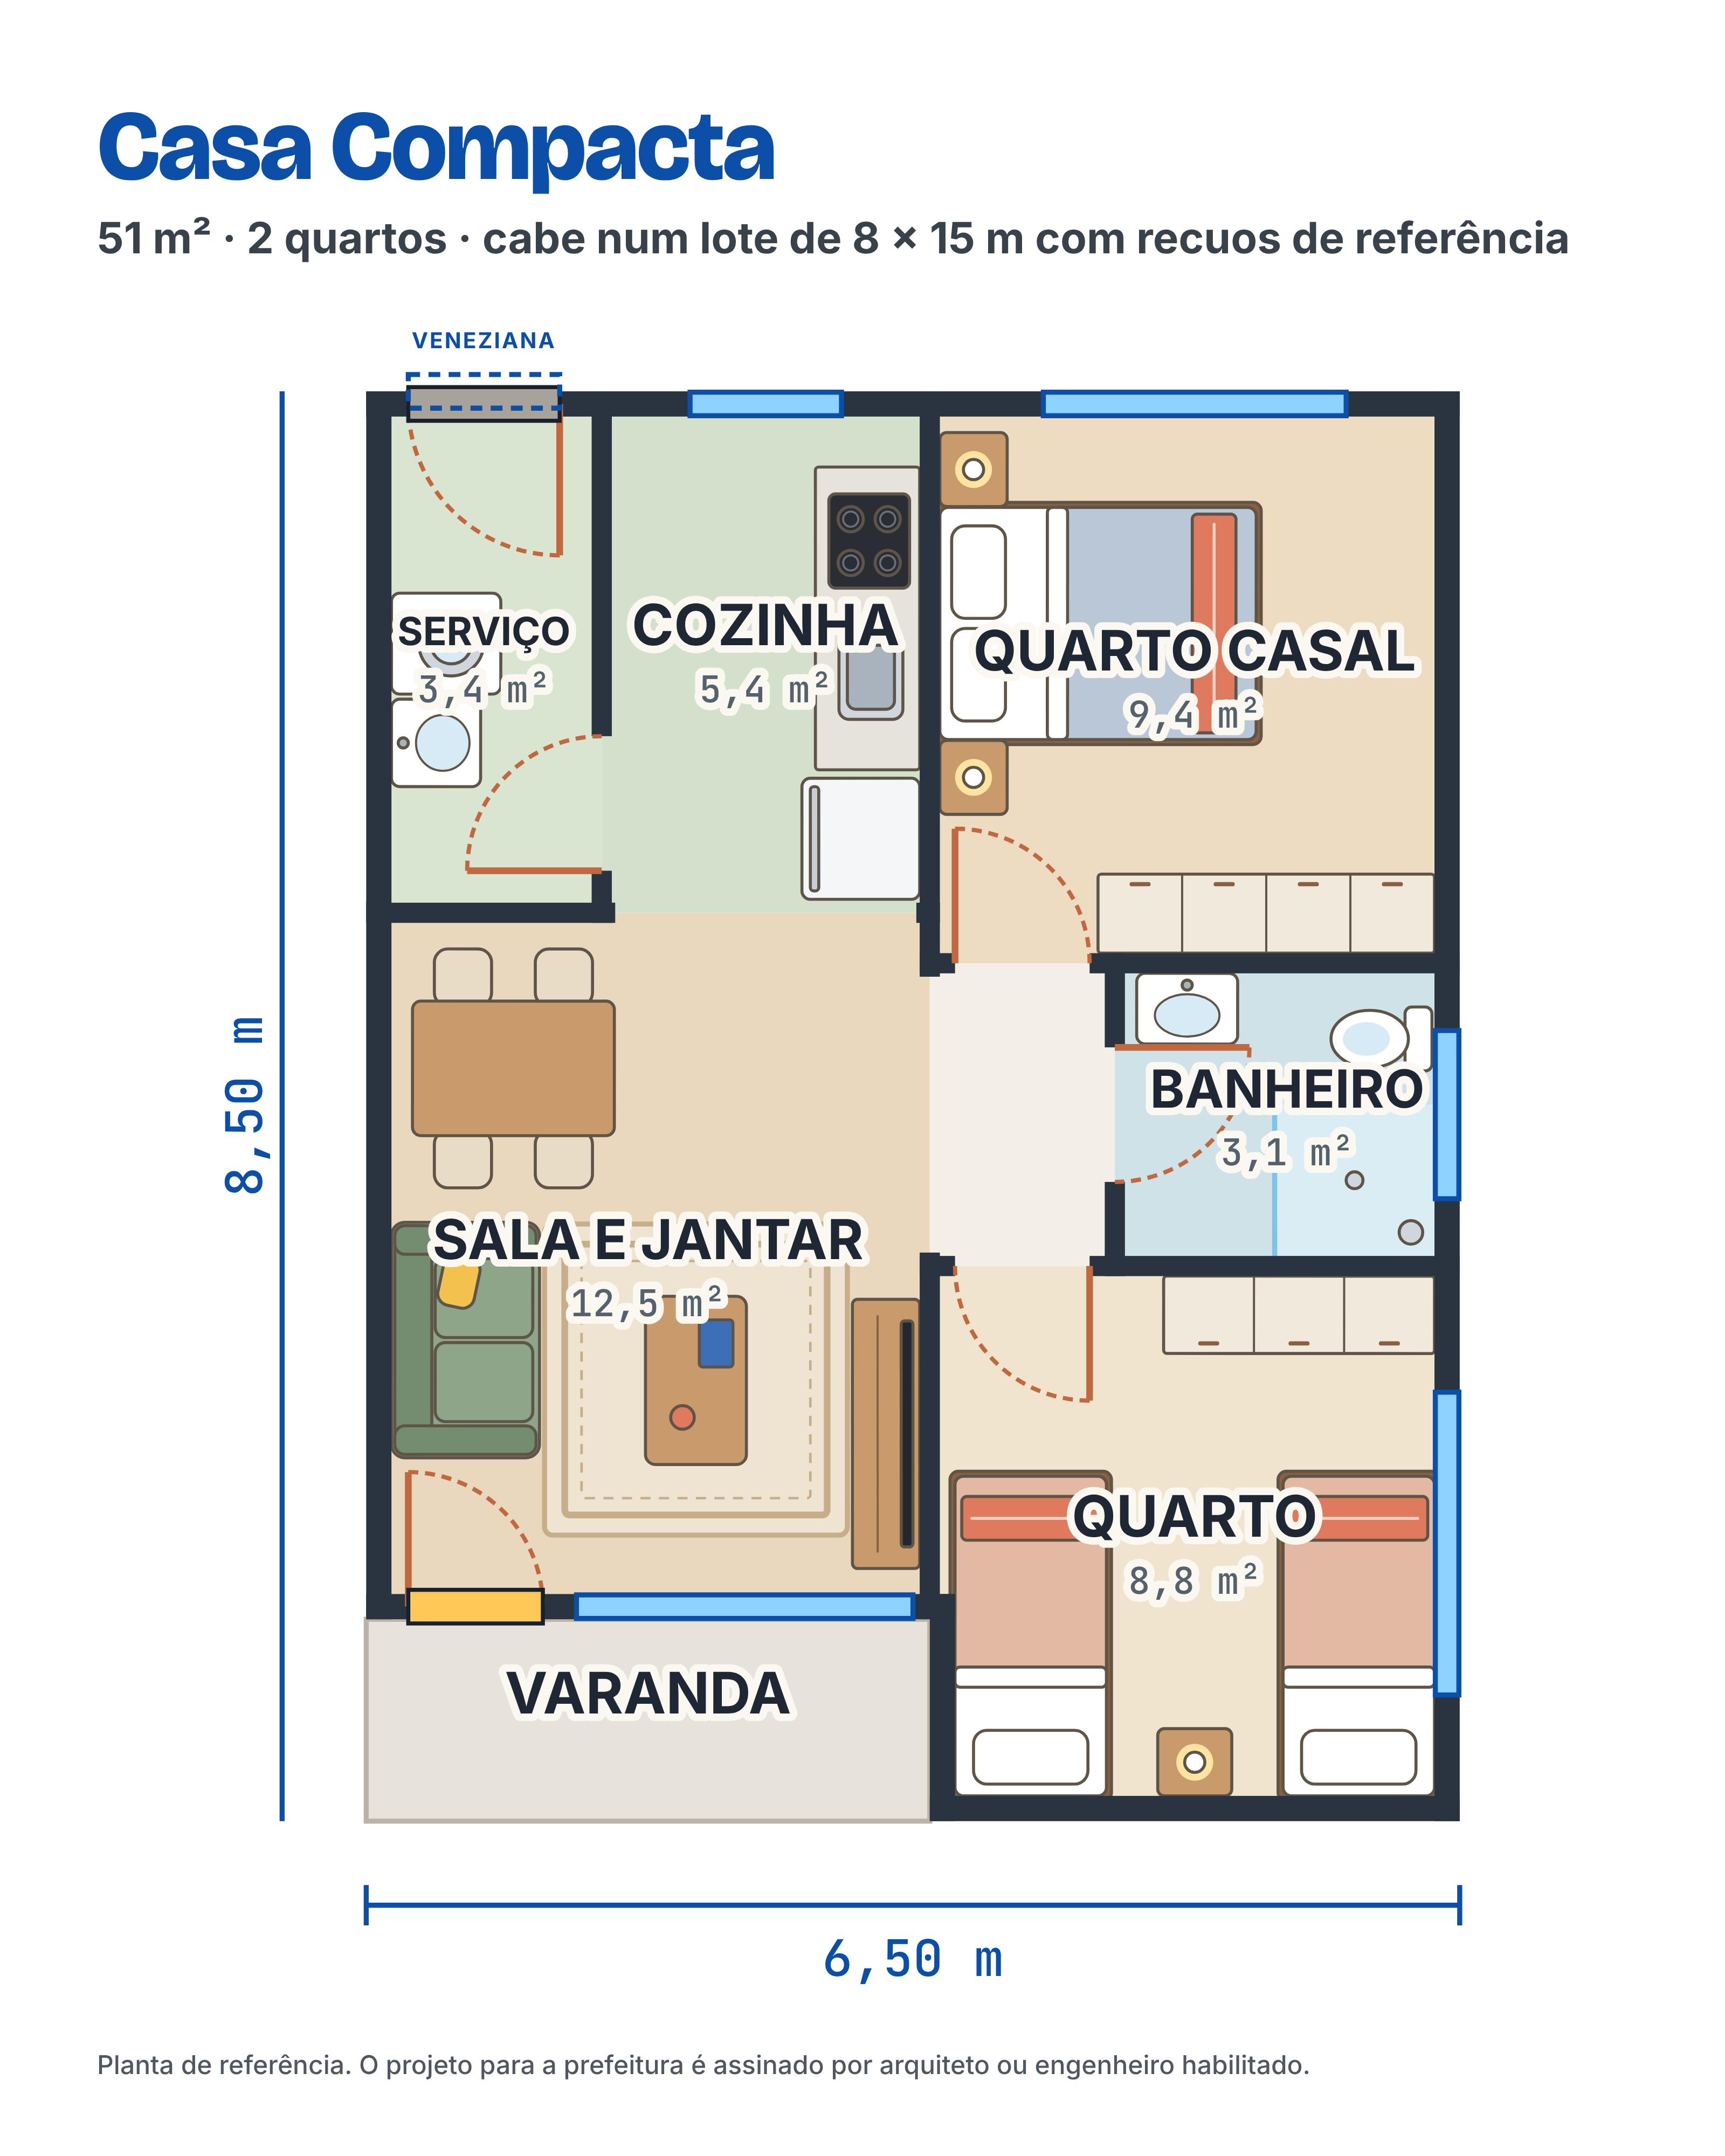 Casa Compacta
51 m² · 2 quartos · cabe num lote de 8 × 15 m com recuos de referência
VENEZIANA
SERVIÇO
3,4 m²
COZINHA
5,4 m²
QUARTO CASAL
9,4 m²
8,50 m
BANHEIRO
3,1 m²
SALA E JANTAR
12,5 m²
QUARTO
8,8 m²
VARANDA
6,50 m
Planta de referência. O projeto para a prefeitura é assinado por arquiteto ou engenheiro habilitado.